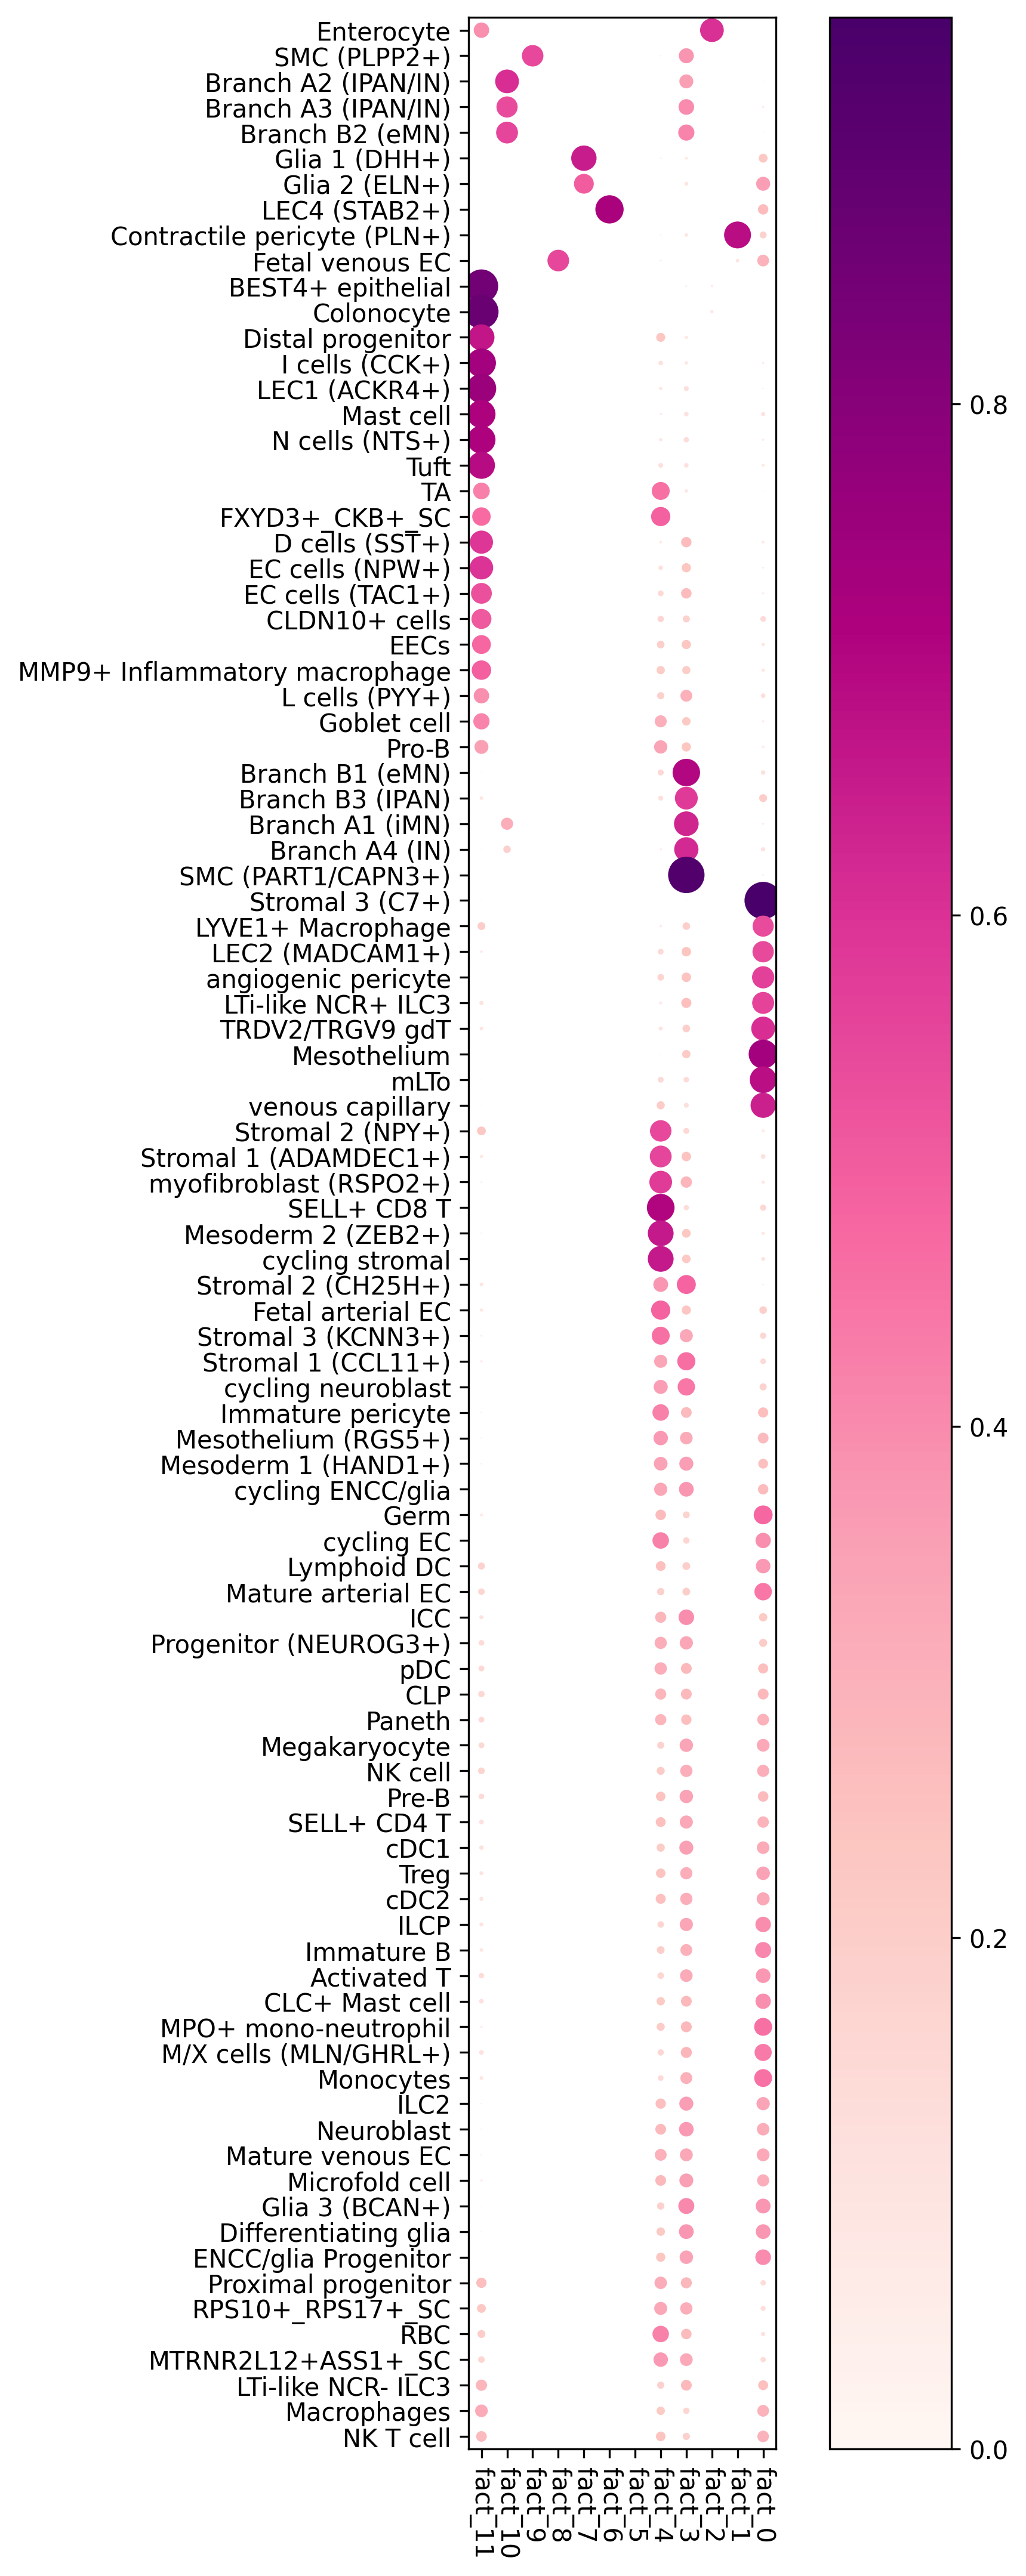 Enterocyte
SMC (PLPP2+)
Branch A2 (IPAN/IN)
Branch A3 (IPAN/IN)
Branch B2 (eMN)
Glia 1 (DHH+)
Glia 2 (ELN+)
LEC4 (STAB2+)
Contractile pericyte (PLN+)
Fetal venous EC
BEST4+ epithelial
Colonocyte
Distal progenitor
I cells (CCK+)
LEC1 (ACKR4+)
Mast cell
N cells (NTS+)
Tuft
TA
FXYD3+_CKB+_SC
D cells (SST+)
EC cells (NPW+)
EC cells (TAC1+)
CLDN10+ cells
EECs
MMP9+ Inflammatory macrophage
L cells (PYY+)
Goblet cell
Pro-B
Branch B1 (eMN)
Branch B3 (IPAN)
Branch A1 (iMN)
Branch A4 (IN)
SMC (PART1/CAPN3+)
Stromal 3 (C7+)
LYVE1+ Macrophage
LEC2 (MADCAM1+)
angiogenic pericyte
LTi-like NCR+ ILC3
TRDV2/TRGV9 gdT
Mesothelium
mLTo
venous capillary
Stromal 2 (NPY+)
Stromal 1 (ADAMDEC1+)
myofibroblast (RSPO2+)
SELL+ CD8 T
Mesoderm 2 (ZEB2+)
cycling stromal
Stromal 2 (CH25H+)
Fetal arterial EC
Stromal 3 (KCNN3+)
Stromal 1 (CCL11+)
cycling neuroblast
Immature pericyte
Mesothelium (RGS5+)
Mesoderm 1 (HAND1+)
cycling ENCC/glia
Germ
cycling EC
Lymphoid DC
Mature arterial EC
ICC
Progenitor (NEUROG3+)
pDC
CLP
Paneth
Megakaryocyte
NK cell
Pre-B
SELL+ CD4 T
cDC1
Treg
cDC2
ILCP
Immature B
Activated T
CLC+ Mast cell
MPO+ mono-neutrophil
M/X cells (MLN/GHRL+)
Monocytes
ILC2
Neuroblast
Mature venous EC
Microfold cell
Glia 3 (BCAN+)
Differentiating glia
ENCC/glia Progenitor
Proximal progenitor
RPS10+_RPS17+_SC
RBC
MTRNR2L12+ASS1+_SC
LTi-like NCR- ILC3
Macrophages
NK T cell
fact_11
fact_10
fact_9
fact_8
fact_7
fact_6
fact_5
fact_4
fact_3
fact_2
fact_1
fact_0
0.8
0.6
0.4
0.2
0.0